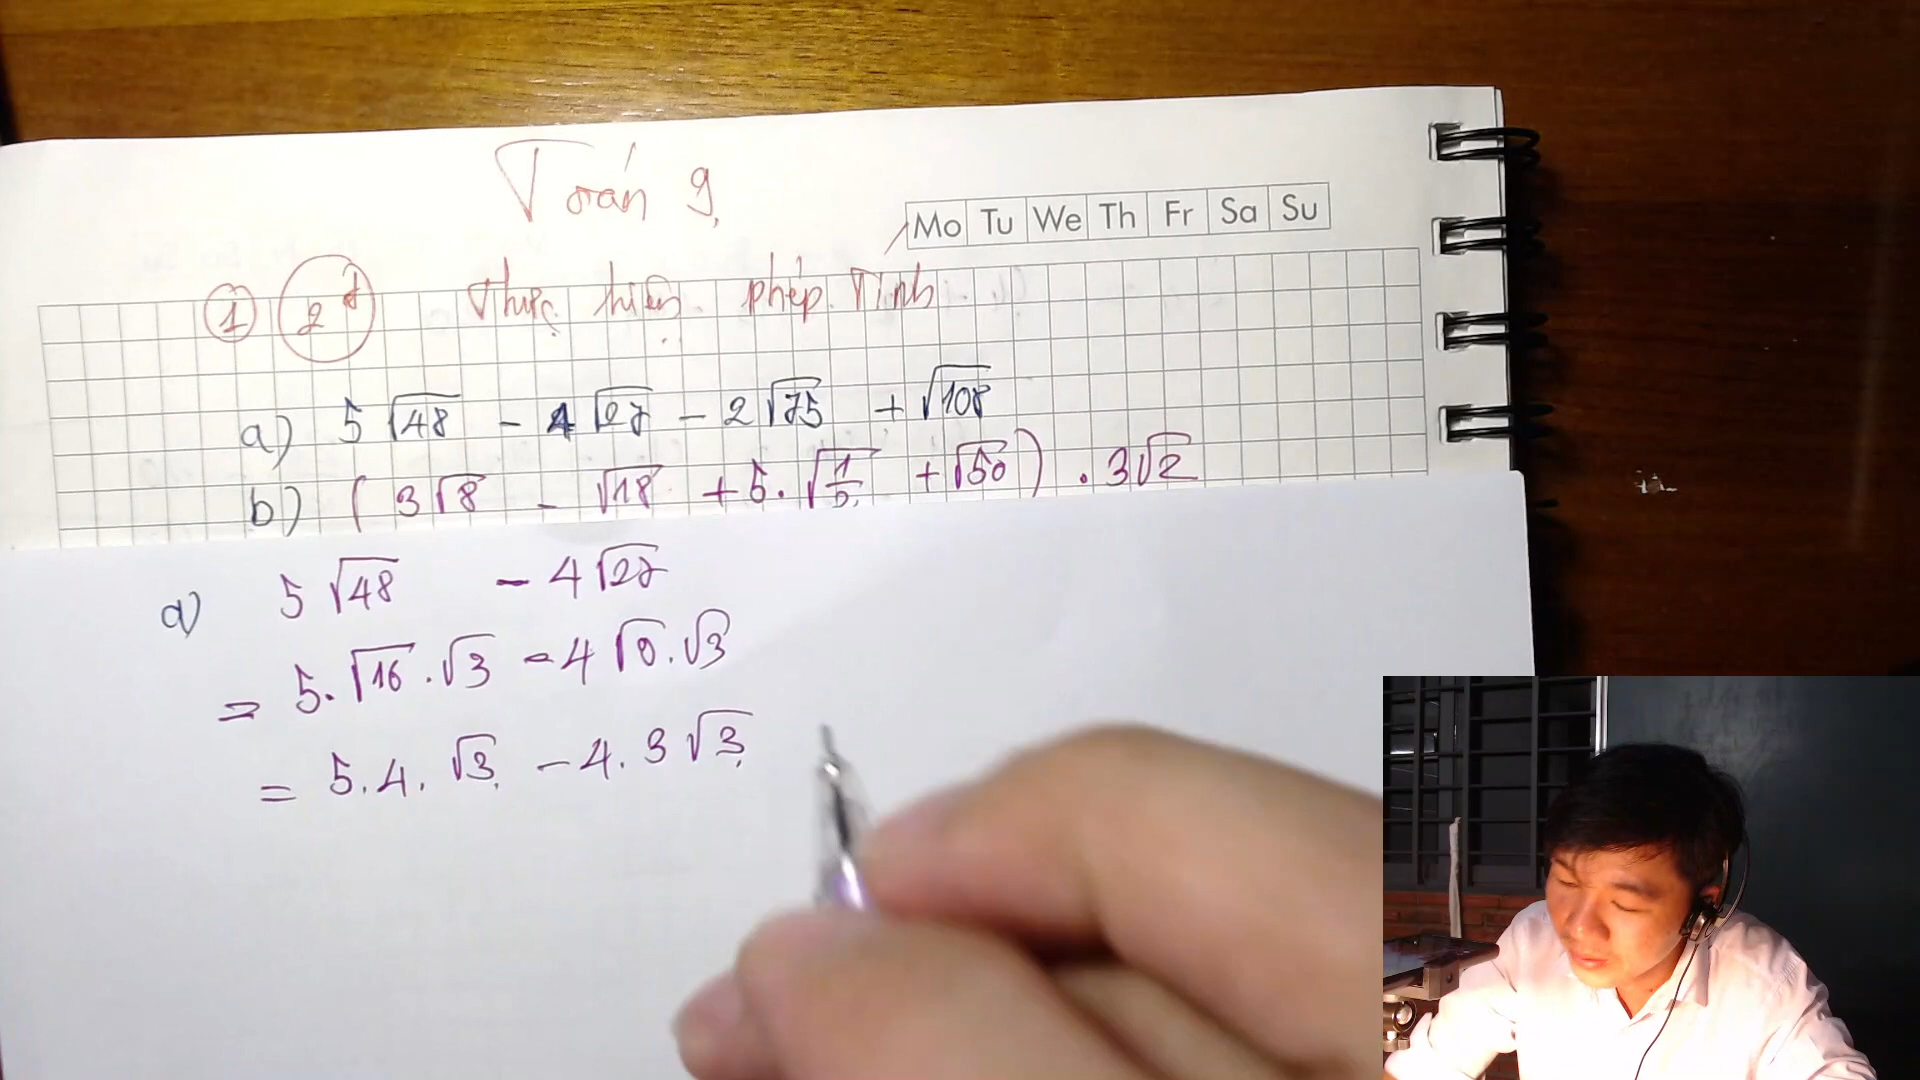 Toán 9
Mo Tu We Th Fr Sa Su
① 2đ Thực hiện phép tính
a) 5√48 - 4√27 - 2√75 + √108
b) (3√8 - √18 + 5.√(1/2) + √50) . 3√2
a) 5√48 - 4√27
= 5.√16.√3 - 4√9.√3
= 5.4.√3 - 4.3√3